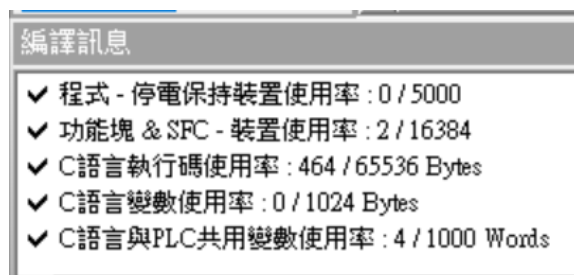 編譯訊息
程式 - 停電保持裝置使用率 : 0 / 5000
功能塊 & SFC - 裝置使用率 : 2 / 16384
C語言執行碼使用率 : 464 / 65536 Bytes
C語言變數使用率 : 0 / 1024 Bytes
C語言與PLC共用變數使用率 : 4 / 1000 Words